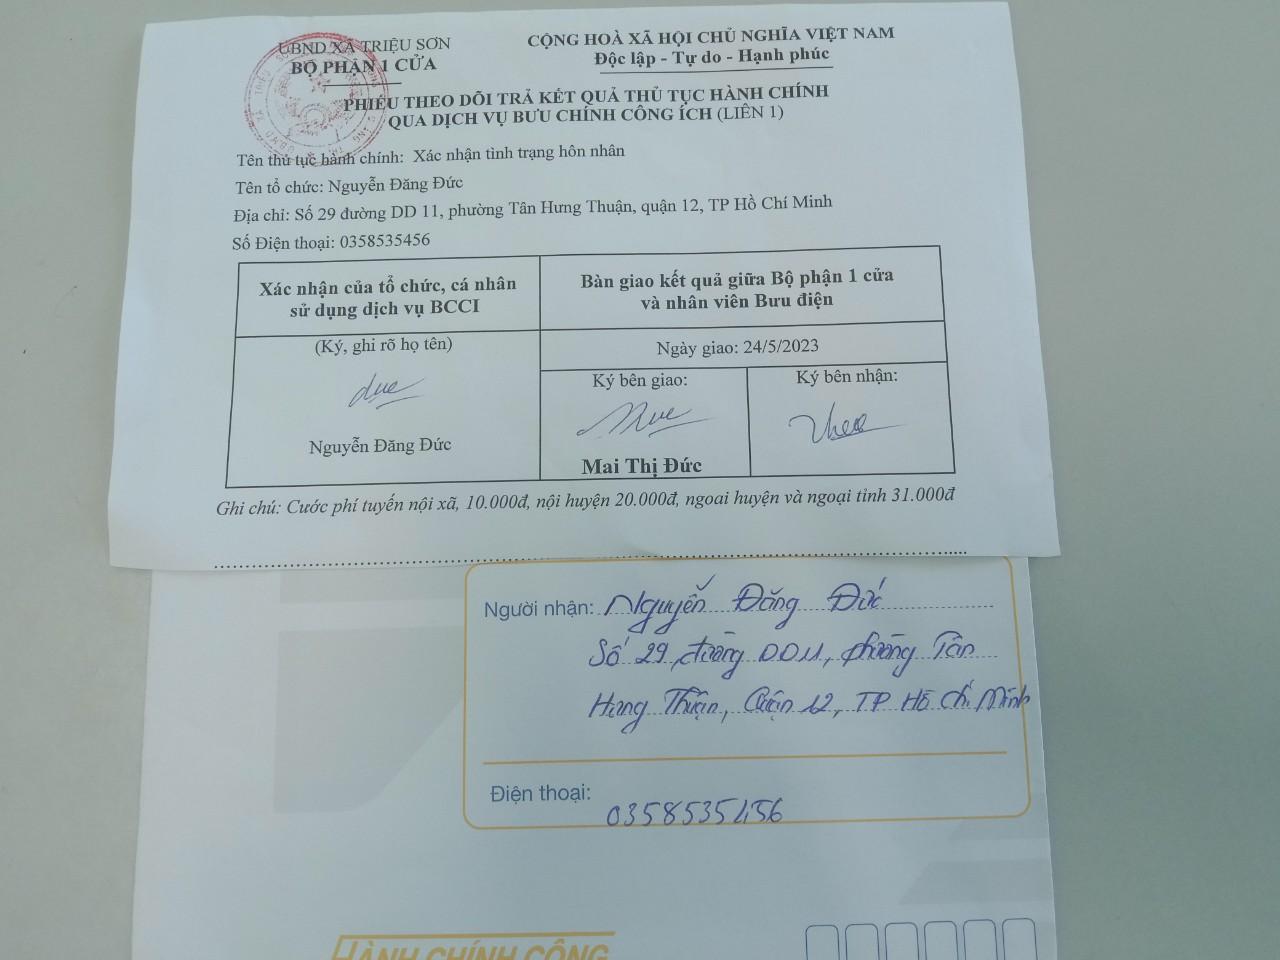 UBND XÃ TRIỆU SƠN
BỘ PHẬN 1 CỬA
CỘNG HOÀ XÃ HỘI CHỦ NGHĨA VIỆT NAM
Độc lập - Tự do - Hạnh phúc
PHIẾU THEO DÕI TRẢ KẾT QUẢ THỦ TỤC HÀNH CHÍNH
QUA DỊCH VỤ BƯU CHÍNH CÔNG ÍCH (LIÊN 1)
Tên thủ tục hành chính: Xác nhận tình trạng hôn nhân
Tên tổ chức: Nguyễn Đăng Đức
Địa chỉ: Số 29 đường DD 11, phường Tân Hưng Thuận, quận 12, TP Hồ Chí Minh
Số Điện thoại: 0358535456
Xác nhận của tổ chức, cá nhân
sử dụng dịch vụ BCCI
Bàn giao kết quả giữa Bộ phận 1 cửa
và nhân viên Bưu điện
(Ký, ghi rõ họ tên)
Ngày giao: 24/5/2023
Ký bên giao:
Ký bên nhận:
Nguyễn Đăng Đức
Mai Thị Đức
Ghi chú: Cước phí tuyến nội xã, 10.000đ, nội huyện 20.000đ, ngoai huyện và ngoại tỉnh 31.000đ
Người nhận: Nguyễn Đăng Đức
Số 29, đường DD11, phường Tân
Hưng Thuận, Quận 12, TP Hồ Chí Minh
Điện thoại: 0358535456
HÀNH CHÍNH CÔNG